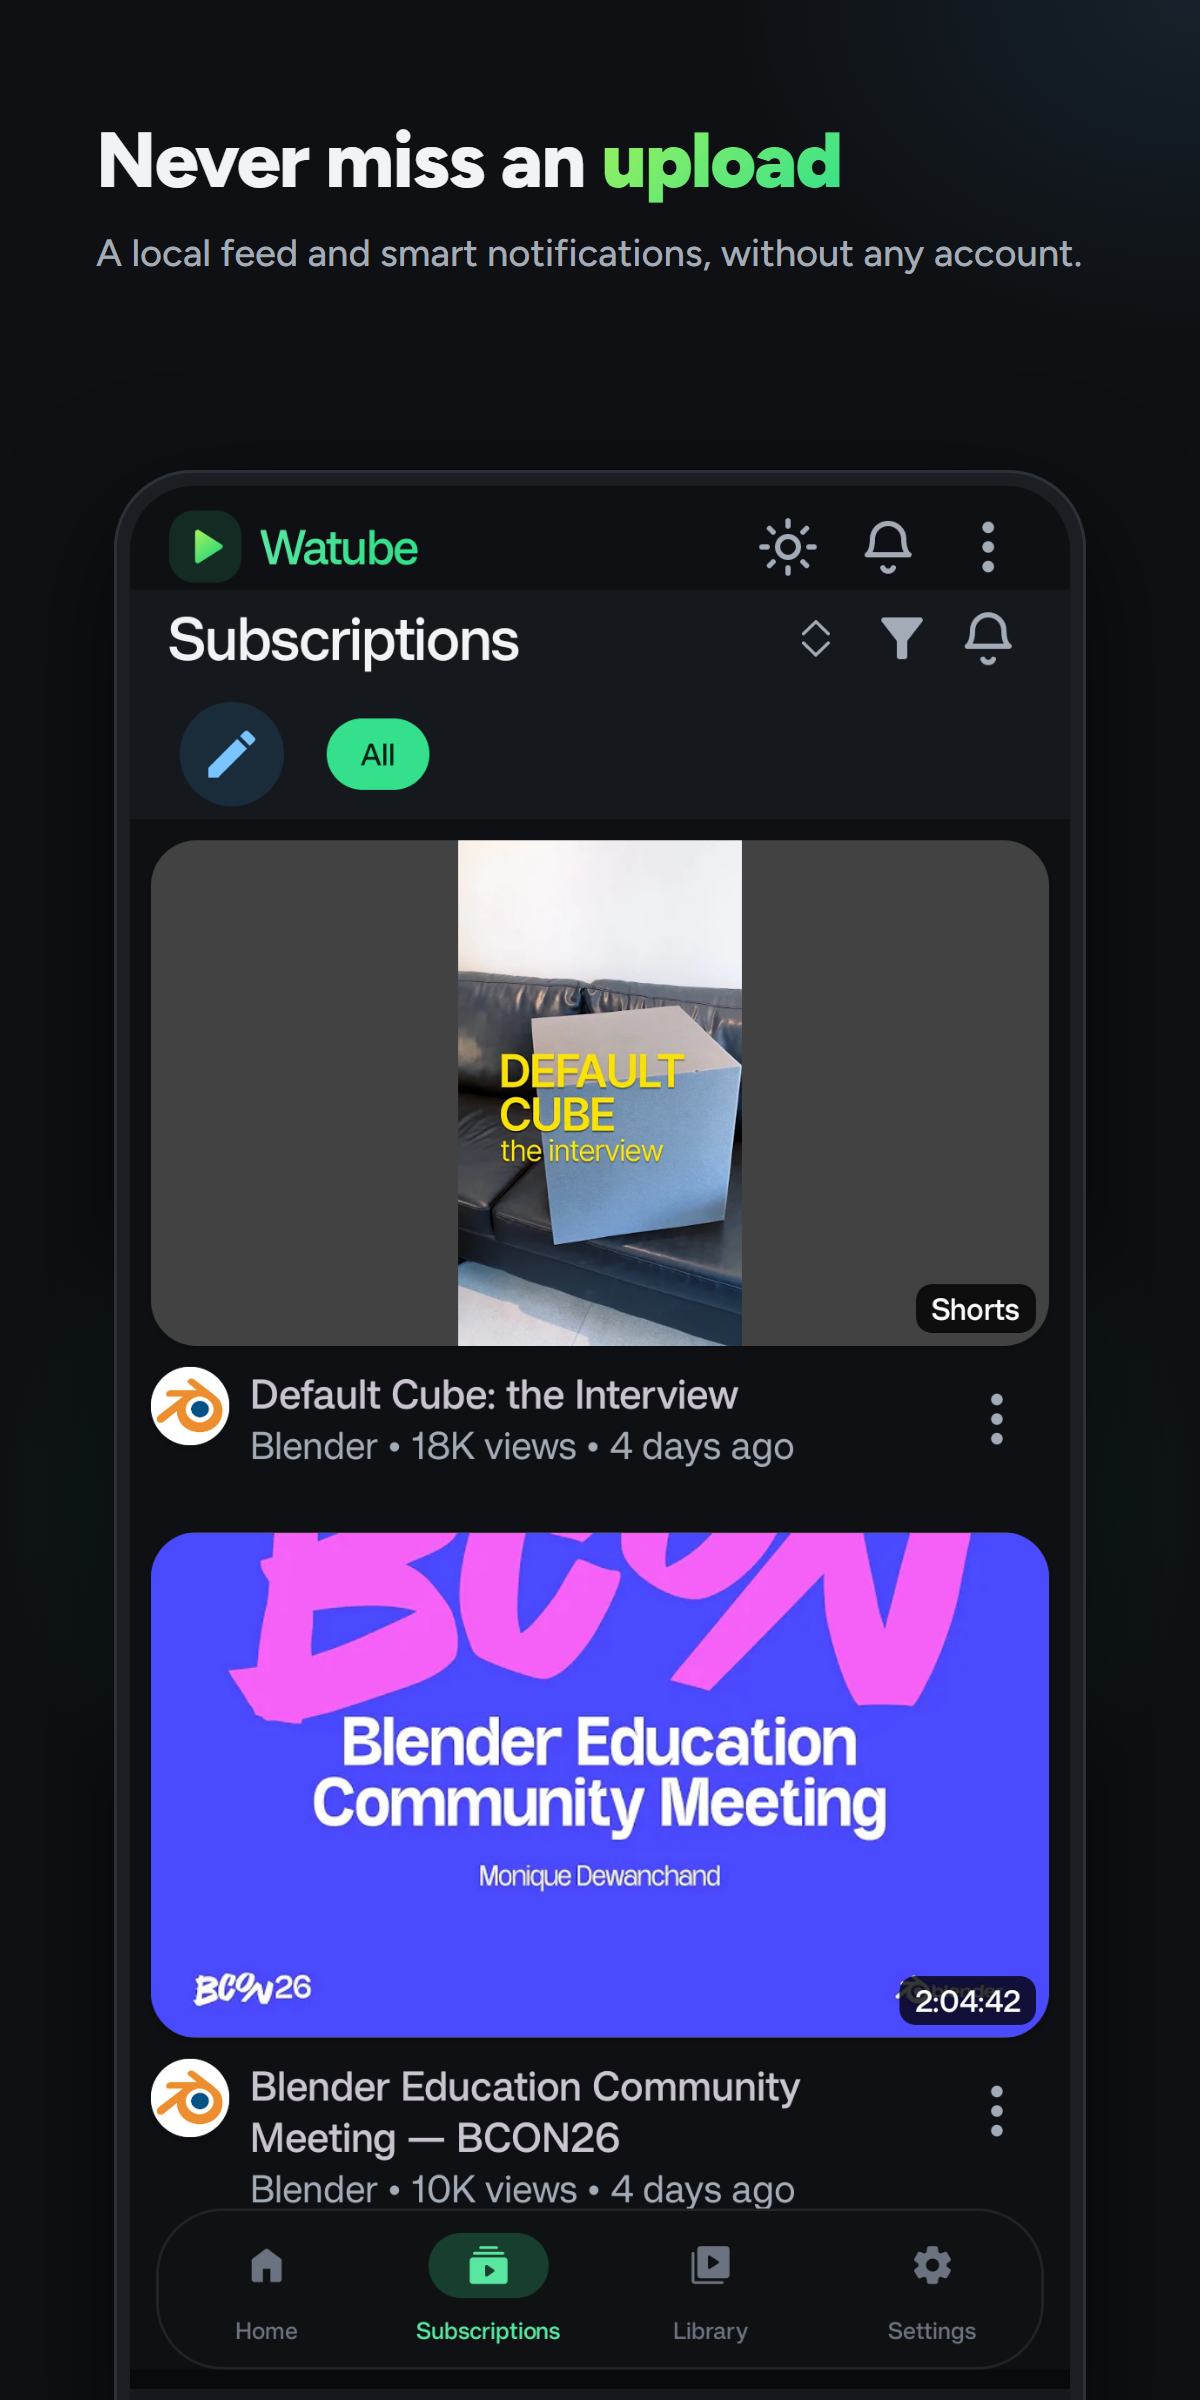 Never miss an upload
A local feed and smart notifications, without any account.
Watube
Subscriptions
All
DEFAULT
CUBE
the interview
Shorts
Default Cube: the Interview
Blender • 18K views • 4 days ago
BCON
Blender Education
Community Meeting
Monique Dewanchand
BCON26
2:04:42
Blender Education Community
Meeting — BCON26
Blender • 10K views • 4 days ago
Home
Subscriptions
Library
Settings